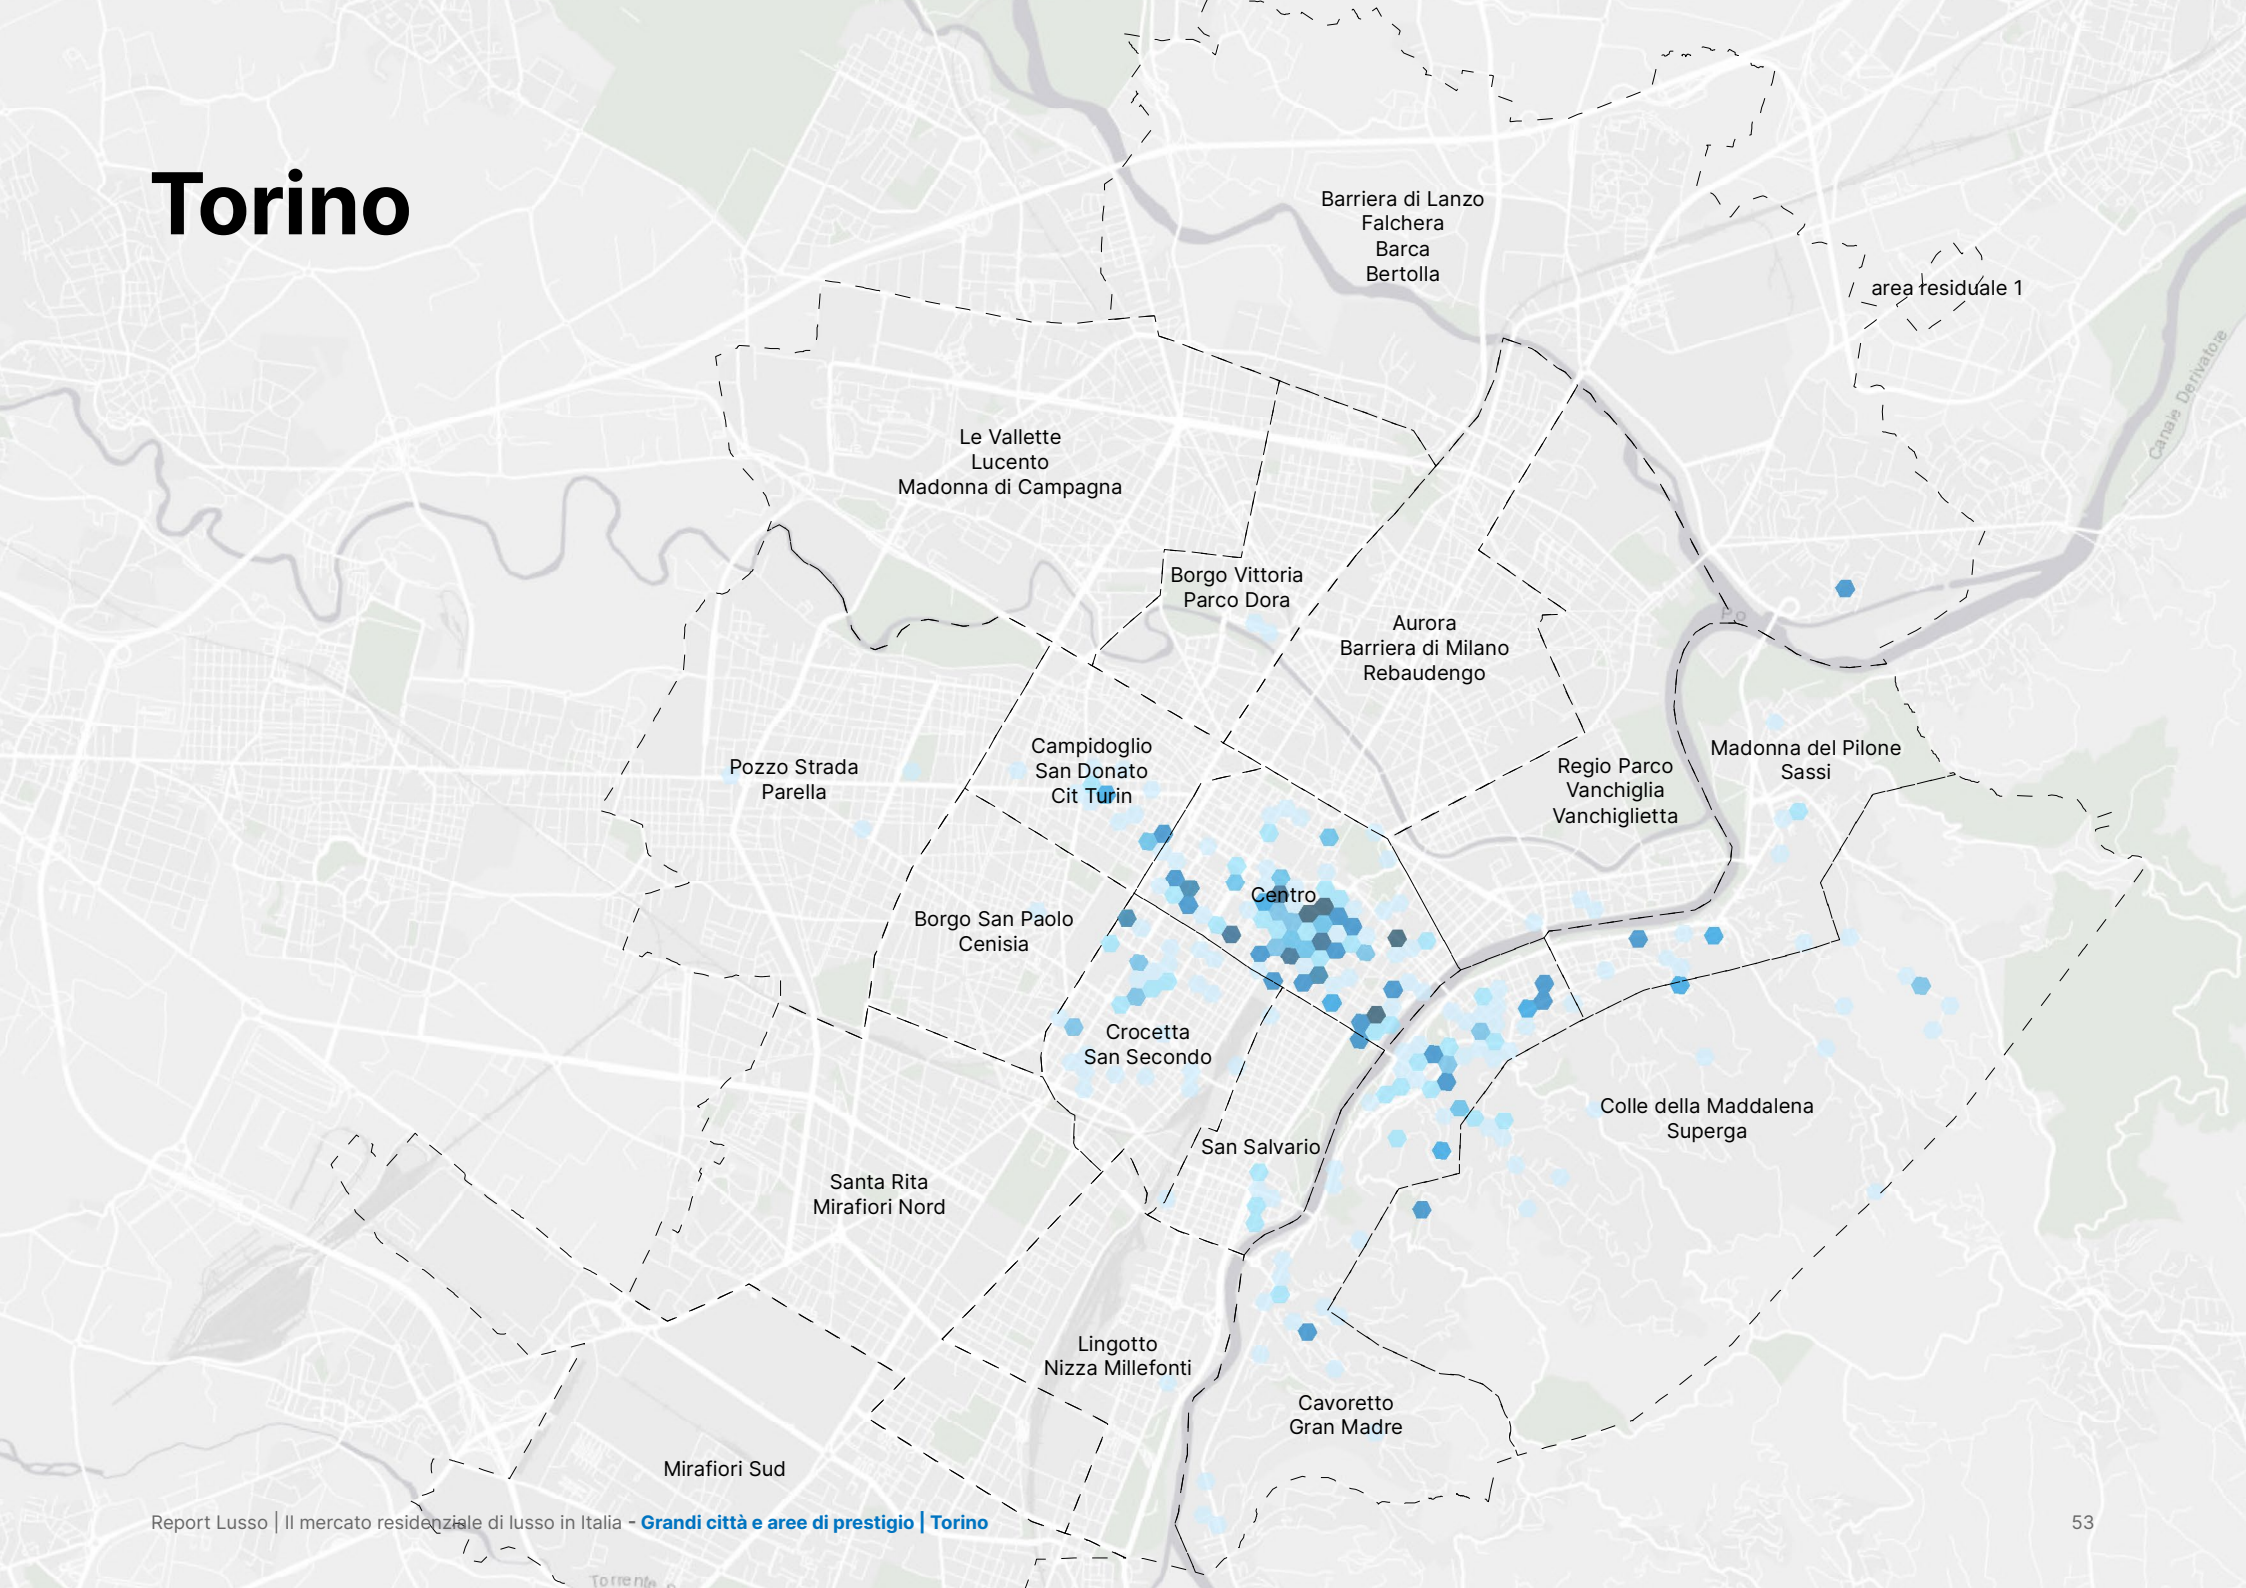 Torino
Barriera di Lanzo
Falchera
Barca
Bertolla
area residuale 1
Canale Derivatore
Le Vallette
Lucento
Madonna di Campagna
Borgo Vittoria
Parco Dora
Aurora
Barriera di Milano
Rebaudengo
Po
Campidoglio
San Donato
Cit Turin
Pozzo Strada
Parella
Regio Parco
Vanchiglia
Vanchiglietta
Madonna del Pilone
Sassi
Centro
Borgo San Paolo
Cenisia
Crocetta
San Secondo
Colle della Maddalena
Superga
San Salvario
Santa Rita
Mirafiori Nord
Lingotto
Nizza Millefonti
Cavoretto
Gran Madre
Mirafiori Sud
Report Lusso | Il mercato residenziale di lusso in Italia - Grandi città e aree di prestigio | Torino
53
Torrente